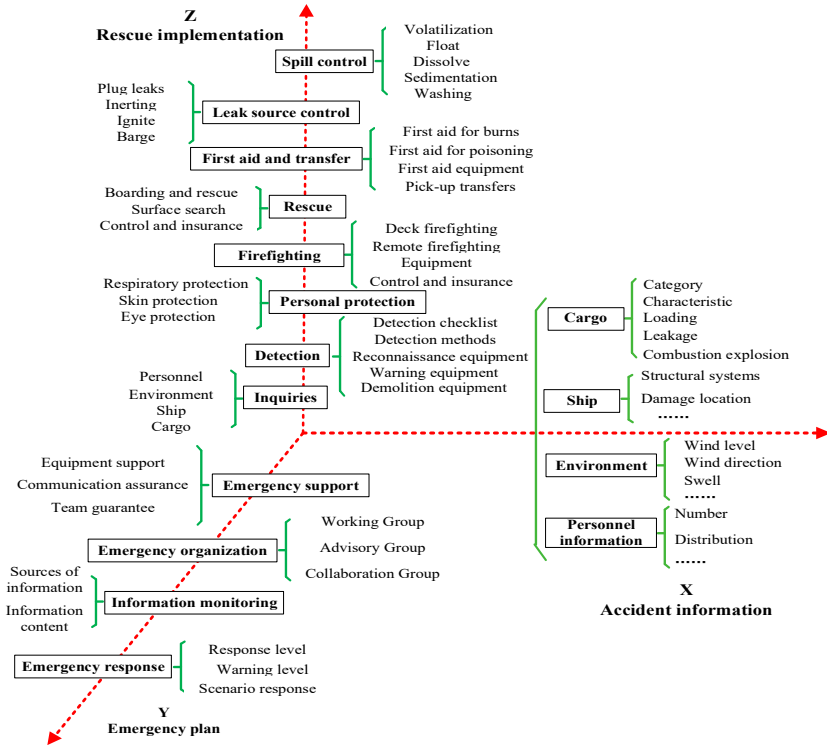 Z
Rescue implementation
Spill control
Volatilization
Float
Dissolve
Sedimentation
Washing
Plug leaks
Inerting
Ignite
Barge
Leak source control
First aid and transfer
First aid for burns
First aid for poisoning
First aid equipment
Pick-up transfers
Boarding and rescue
Surface search
Control and insurance
Rescue
Firefighting
Deck firefighting
Remote firefighting
Equipment
Control and insurance
Respiratory protection
Skin protection
Eye protection
Personal protection
Detection
Detection checklist
Detection methods
Reconnaissance equipment
Warning equipment
Demolition equipment
Personnel
Environment
Ship
Cargo
Inquiries
Cargo
Category
Characteristic
Loading
Leakage
Combustion explosion
Ship
Structural systems
Damage location
......
Environment
Wind level
Wind direction
Swell
......
Personnel
information
Number
Distribution
......
X
Accident information
Equipment support
Communication assurance
Team guarantee
Emergency support
Emergency organization
Working Group
Advisory Group
Collaboration Group
Sources of
information
Information
content
Information monitoring
Emergency response
Response level
Warning level
Scenario response
Y
Emergency plan